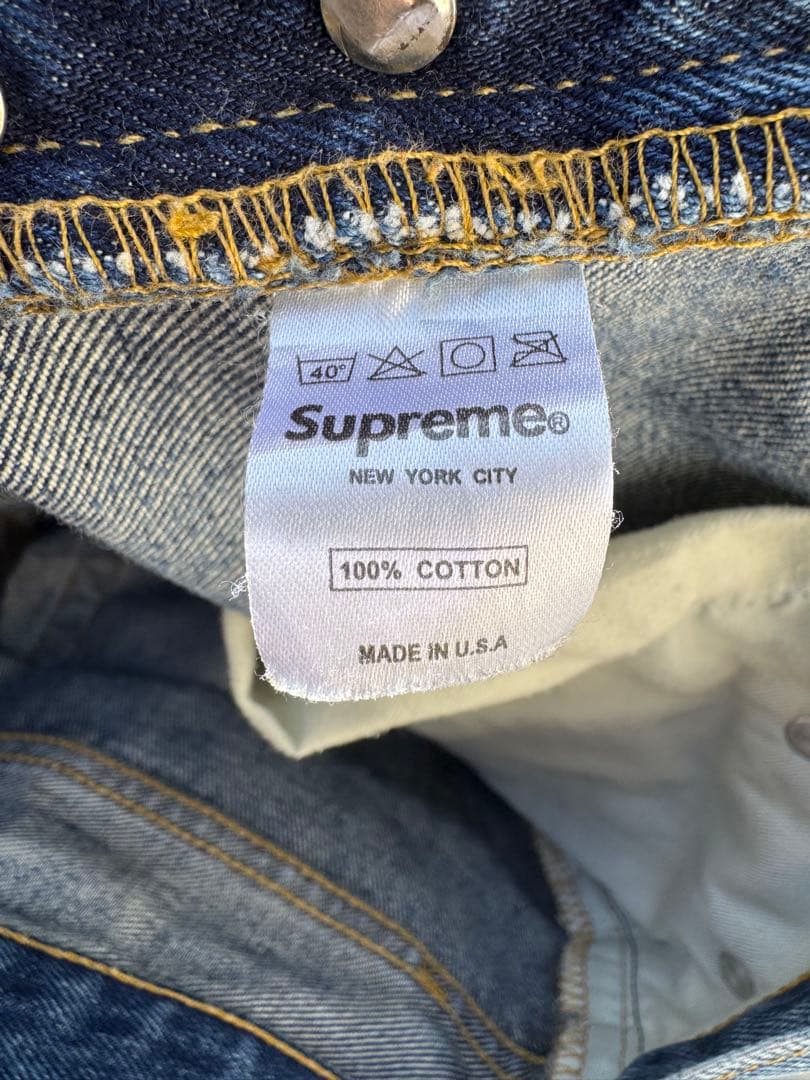 40°
Supreme®
NEW YORK CITY
100% COTTON
MADE IN U.S.A